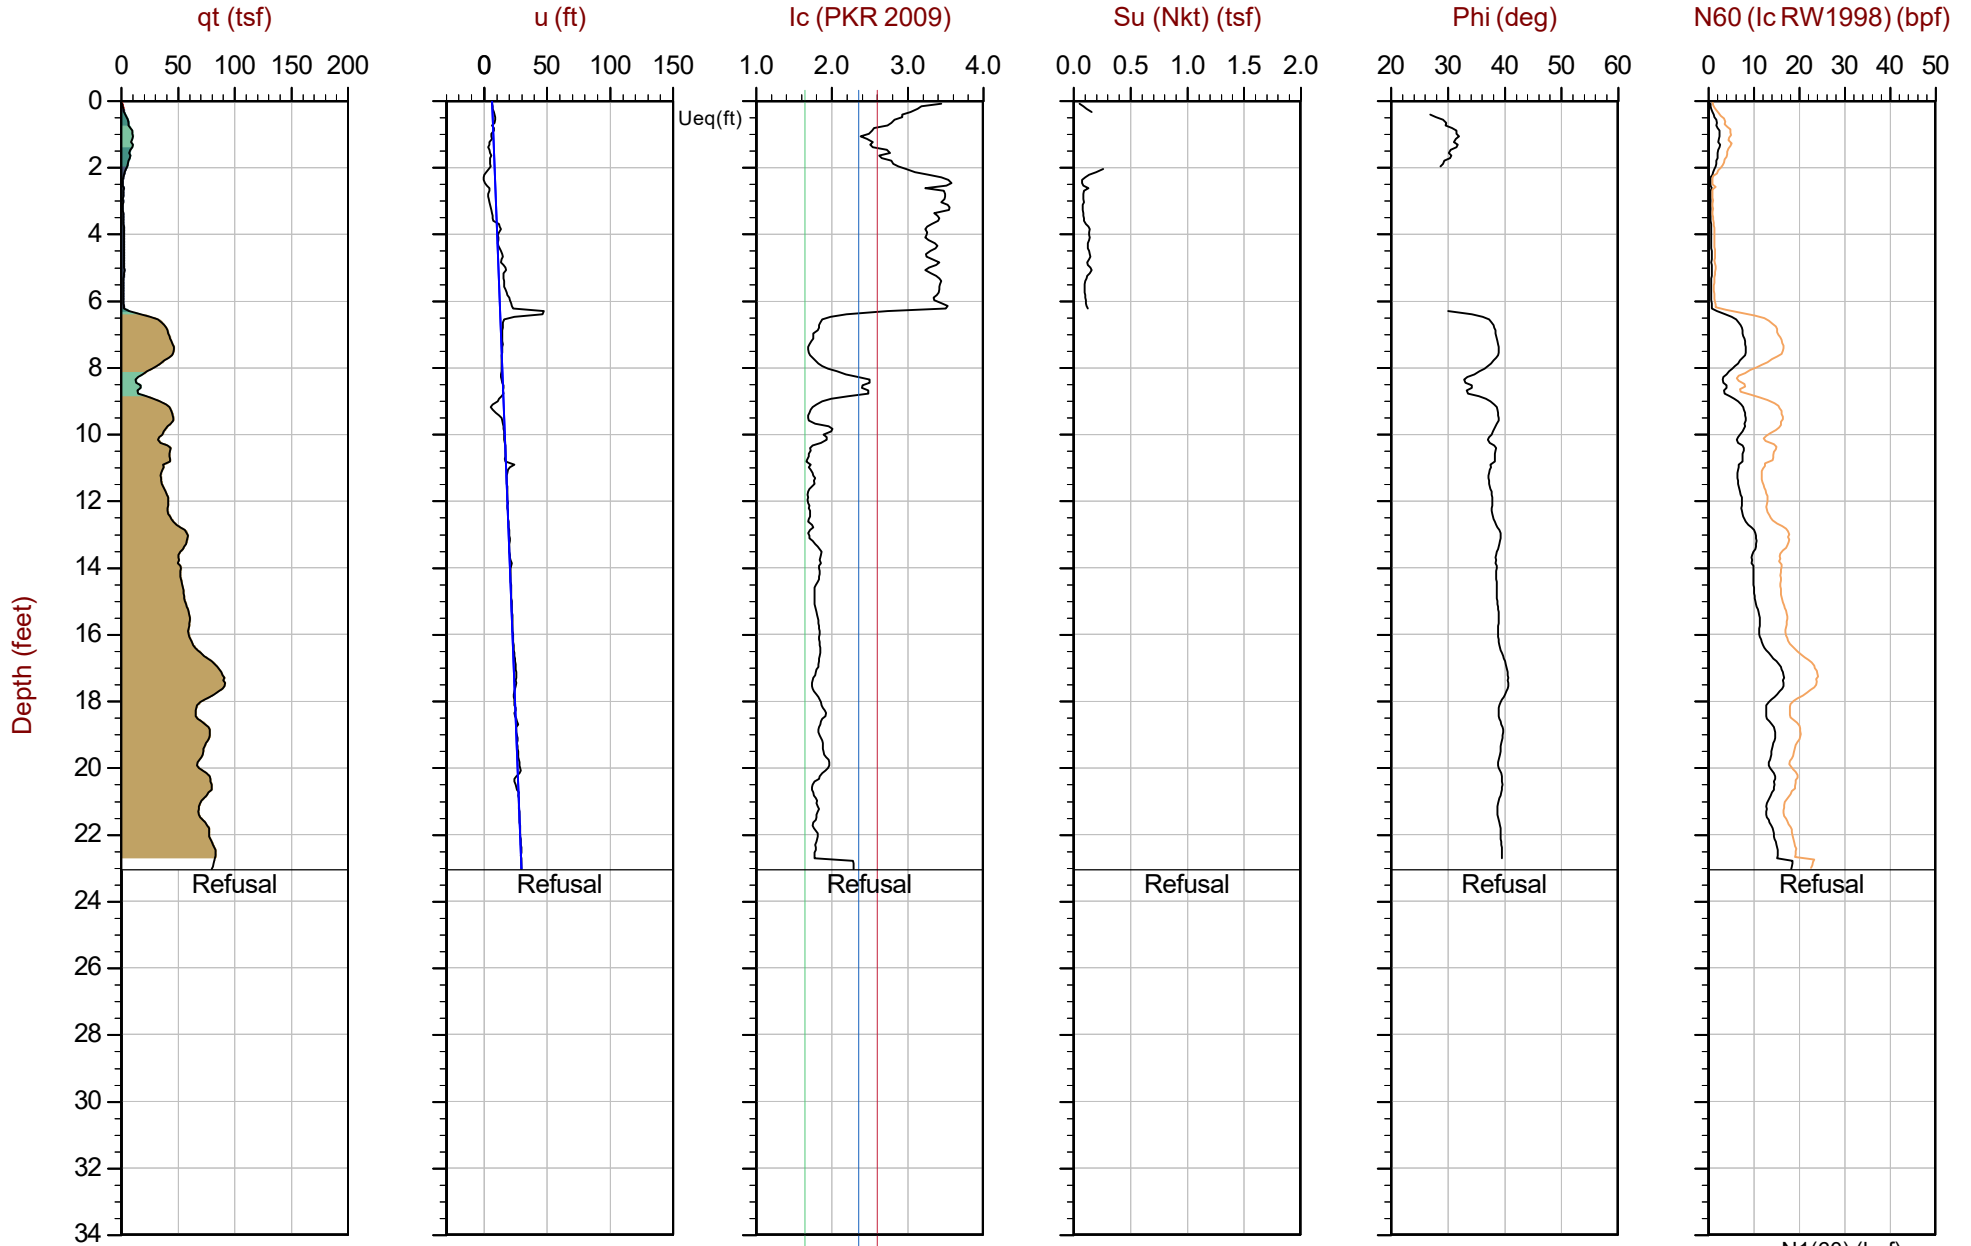 qt (tsf)
u (ft)
Ic (PKR 2009)
Su (Nkt) (tsf)
Phi (deg)
N60 (Ic RW1998) (bpf)
0 50 100 150 200
0 50 100 150
1.0 2.0 3.0 4.0
0.0 0.5 1.0 1.5 2.0
20 30 40 50 60
0 10 20 30 40 50
Ueq(ft)
Depth (feet)
0
2
4
6
8
10
12
14
16
18
20
22
24
26
28
30
32
34
Refusal
Refusal
Refusal
Refusal
Refusal
Refusal